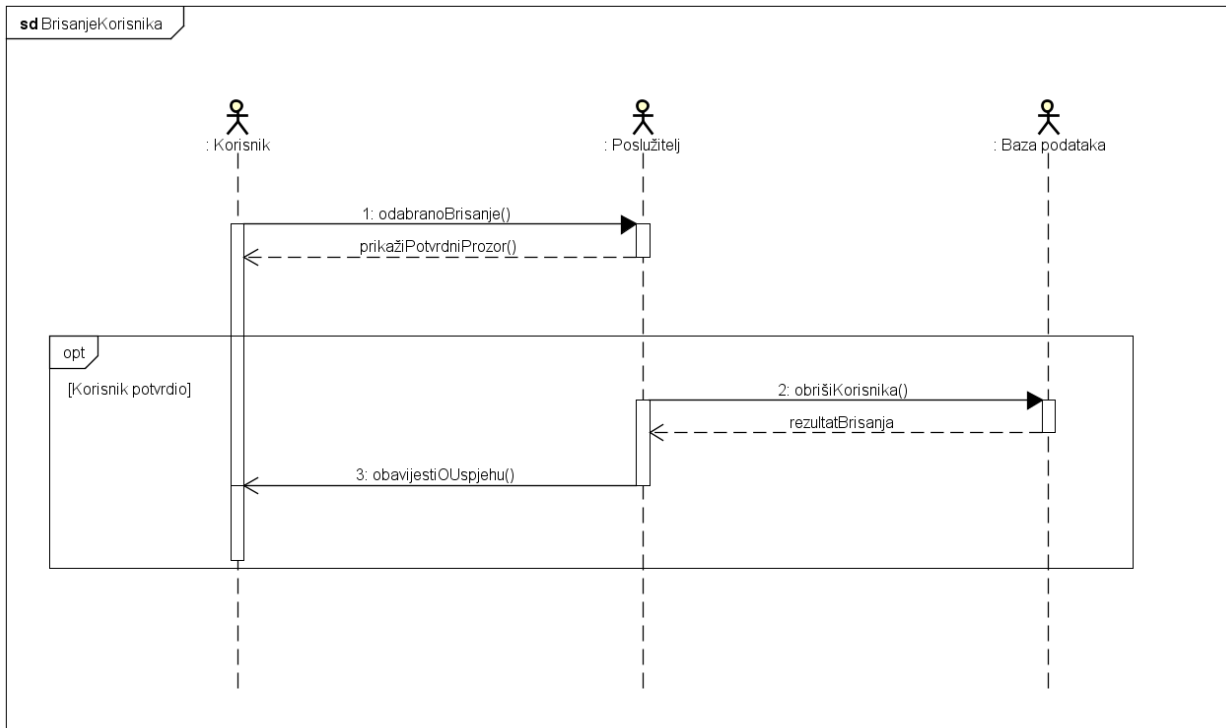 sd BrisanjeKorisnika
: Korisnik
: Poslužitelj
: Baza podataka
1: odabranoBrisanje()
prikažiPotvrdniProzor()
opt
[Korisnik potvrdio]
2: obrišiKorisnika()
rezultatBrisanja
3: obavijestiOUspjehu()